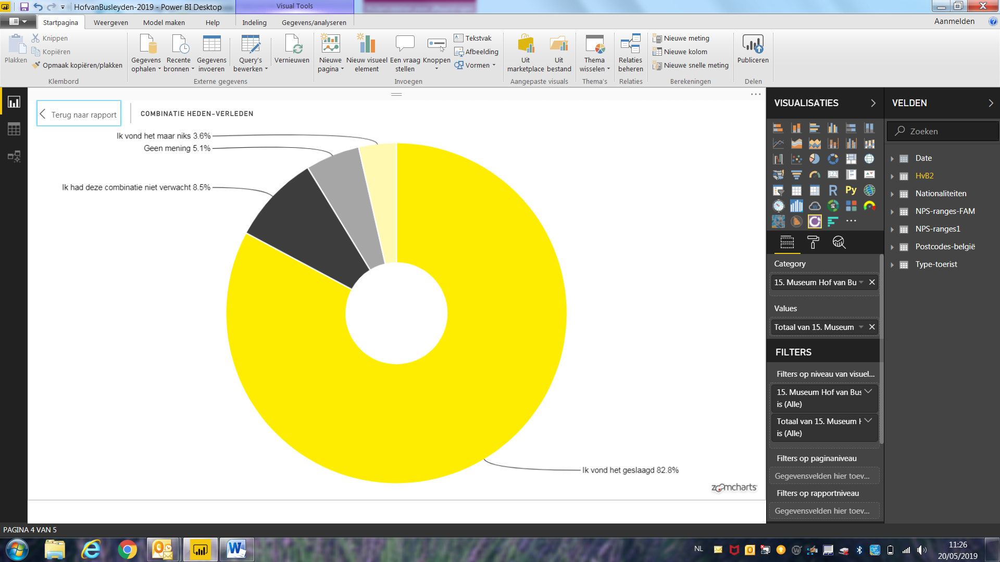 HofvanBusleyden-2019 - Power BI Desktop
Visual Tools
Startpagina
Weergeven
Model maken
Help
Indeling
Gegevens/analyseren
Aanmelden
Plakken
Knippen
Kopiëren
Opmaak kopiëren/plakken
Klembord
Gegevens ophalen
Recente bronnen
Gegevens invoeren
Query's bewerken
Vernieuwen
Externe gegevens
Nieuwe pagina
Nieuw visueel element
Een vraag stellen
Knoppen
Tekstvak
Afbeelding
Vormen
Invoegen
Uit marketplace
Uit bestand
Aangepaste visuals
Thema wisselen
Thema's
Relaties beheren
Relaties
Nieuwe meting
Nieuwe kolom
Nieuwe snelle meting
Berekeningen
Publiceren
Delen
Terug naar rapport
COMBINATIE HEDEN-VERLEDEN
Ik vond het maar niks 3.6%
Geen mening 5.1%
Ik had deze combinatie niet verwacht 8.5%
Ik vond het geslaagd 82.8%
zoomcharts
VISUALISATIES
R
Py
Category
15. Museum Hof van Bu
Values
Totaal van 15. Museum
FILTERS
Filters op niveau van visuel...
15. Museum Hof van Bus
is (Alle)
Totaal van 15. Museum H
is (Alle)
Filters op paginaniveau
Gegevensvelden hier toev...
Filters op rapportniveau
Gegevensvelden hier toev...
VELDEN
Zoeken
Date
HvB2
Nationaliteiten
NPS-ranges-FAM
NPS-ranges1
Postcodes-belgië
Type-toerist
PAGINA 4 VAN 5
NL
11:26
20/05/2019